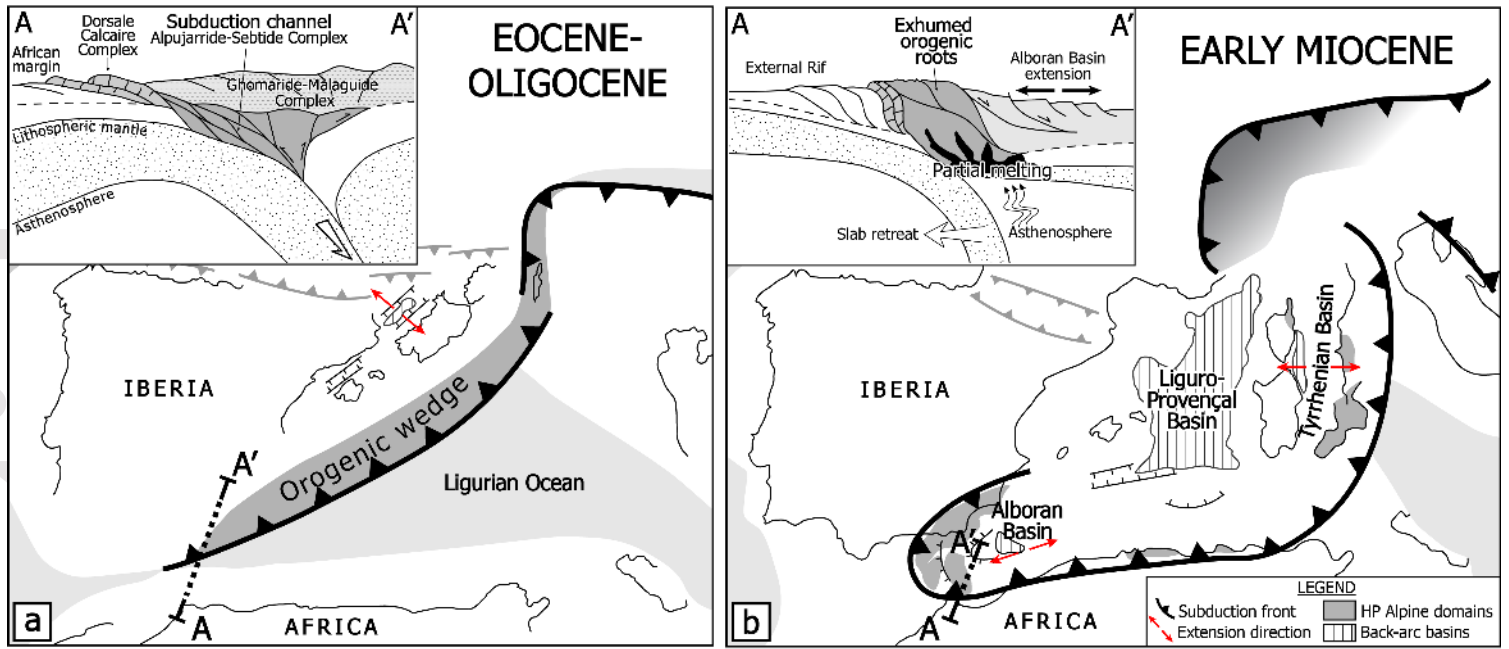 A
A'
African
margin
Dorsale
Calcaire
Complex
Subduction channel
Alpujarride-Sebtide Complex
Ghomaride-Malaguide
Complex
Lithospheric mantle
Asthenosphere
EOCENE-
OLIGOCENE
IBERIA
Orogenic wedge
Ligurian Ocean
A'
A
AFRICA
a
A
A'
External Rif
Exhumed
orogenic
roots
Alboran Basin
extension
Partial melting
Slab retreat
Asthenosphere
EARLY MIOCENE
IBERIA
Liguro-
Provençal
Basin
Tyrrhenian Basin
Alboran
Basin
A'
A
AFRICA
b
LEGEND
Subduction front
HP Alpine domains
Extension direction
Back-arc basins